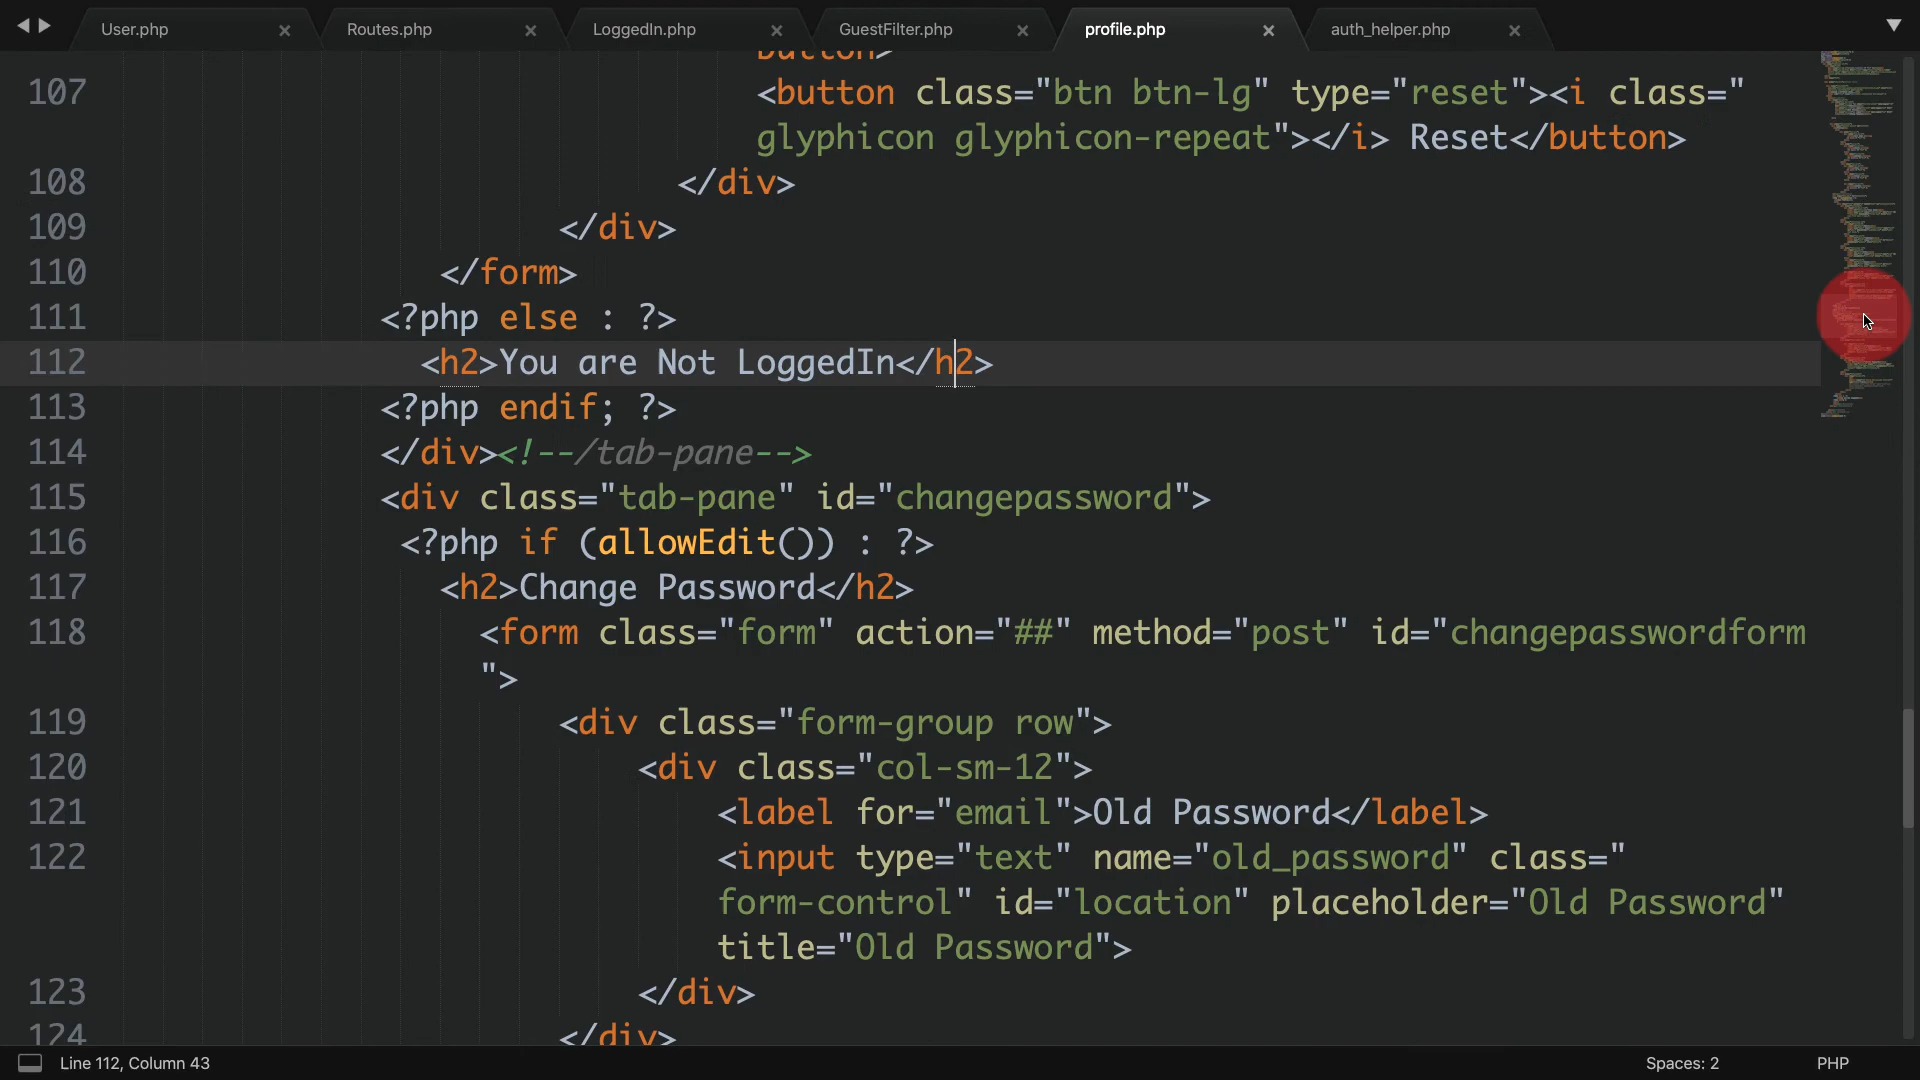 User.php × Routes.php × LoggedIn.php × GuestFilter.php × profile.php × auth_helper.php ×
button>
107 <button class="btn btn-lg" type="reset"><i class="
glyphicon glyphicon-repeat"></i> Reset</button>
108 </div>
109 </div>
110 </form>
111 <?php else : ?>
112 <h2>You are Not LoggedIn</h2>
113 <?php endif; ?>
114 </div><!--/tab-pane-->
115 <div class="tab-pane" id="changepassword">
116 <?php if (allowEdit()) : ?>
117 <h2>Change Password</h2>
118 <form class="form" action="##" method="post" id="changepasswordform
">
119 <div class="form-group row">
120 <div class="col-sm-12">
121 <label for="email">Old Password</label>
122 <input type="text" name="old_password" class="
form-control" id="location" placeholder="Old Password"
title="Old Password">
123 </div>
124 </div>
Line 112, Column 43 Spaces: 2 PHP